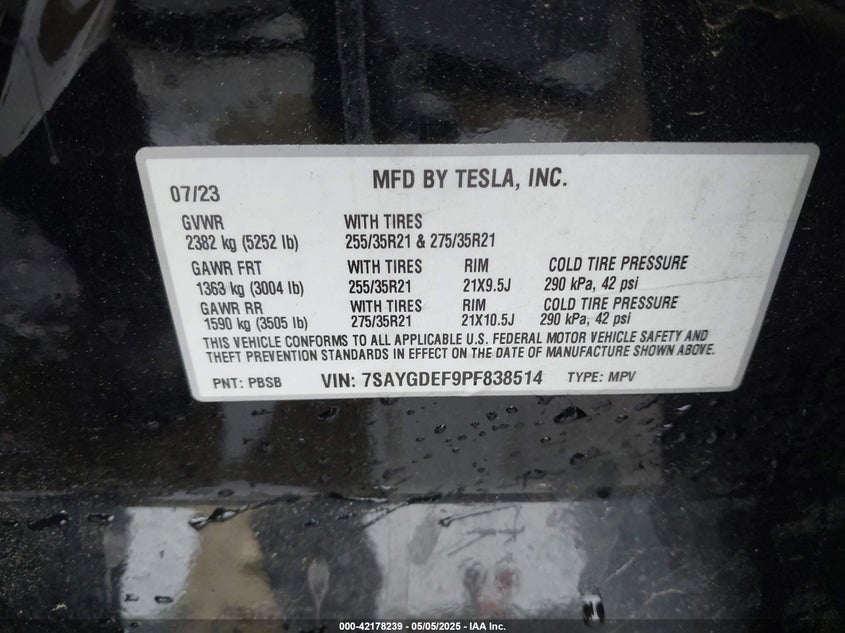 MFD BY TESLA, INC.
07/23
GVWR WITH TIRES
2382 kg (5252 lb) 255/35R21 & 275/35R21
GAWR FRT WITH TIRES RIM COLD TIRE PRESSURE
1363 kg (3004 lb) 255/35R21 21X9.5J 290 kPa, 42 psi
GAWR RR WITH TIRES RIM COLD TIRE PRESSURE
1590 kg (3505 lb) 275/35R21 21X10.5J 290 kPa, 42 psi
THIS VEHICLE CONFORMS TO ALL APPLICABLE U.S. FEDERAL MOTOR VEHICLE SAFETY AND
THEFT PREVENTION STANDARDS IN EFFECT ON THE DATE OF MANUFACTURE SHOWN ABOVE.
PNT: PBSB VIN: 7SAYGDEF9PF838514 TYPE: MPV
000-42178239 - 05/05/2025 - IAA Inc.